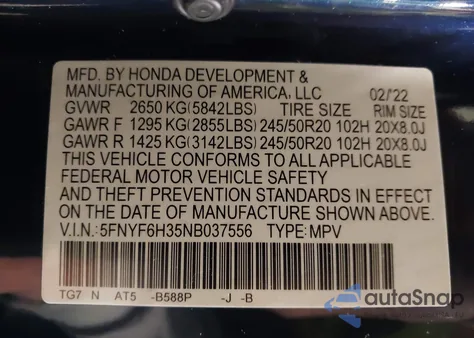 MFD. BY HONDA DEVELOPMENT &
MANUFACTURING OF AMERICA, LLC 02/'22
GVWR 2650 KG(5842LBS) TIRE SIZE RIM SIZE
GAWR F 1295 KG(2855LBS) 245/50R20 102H 20X8.0J
GAWR R 1425 KG(3142LBS) 245/50R20 102H 20X8.0J
THIS VEHICLE CONFORMS TO ALL APPLICABLE
FEDERAL MOTOR VEHICLE SAFETY
AND THEFT PREVENTION STANDARDS IN EFFECT
ON THE DATE OF MANUFACTURE SHOWN ABOVE.
V.I.N.: 5FNYF6H35NB037556 TYPE: MPV
TG7 N AT5 -B588P -J -B
autoSnap